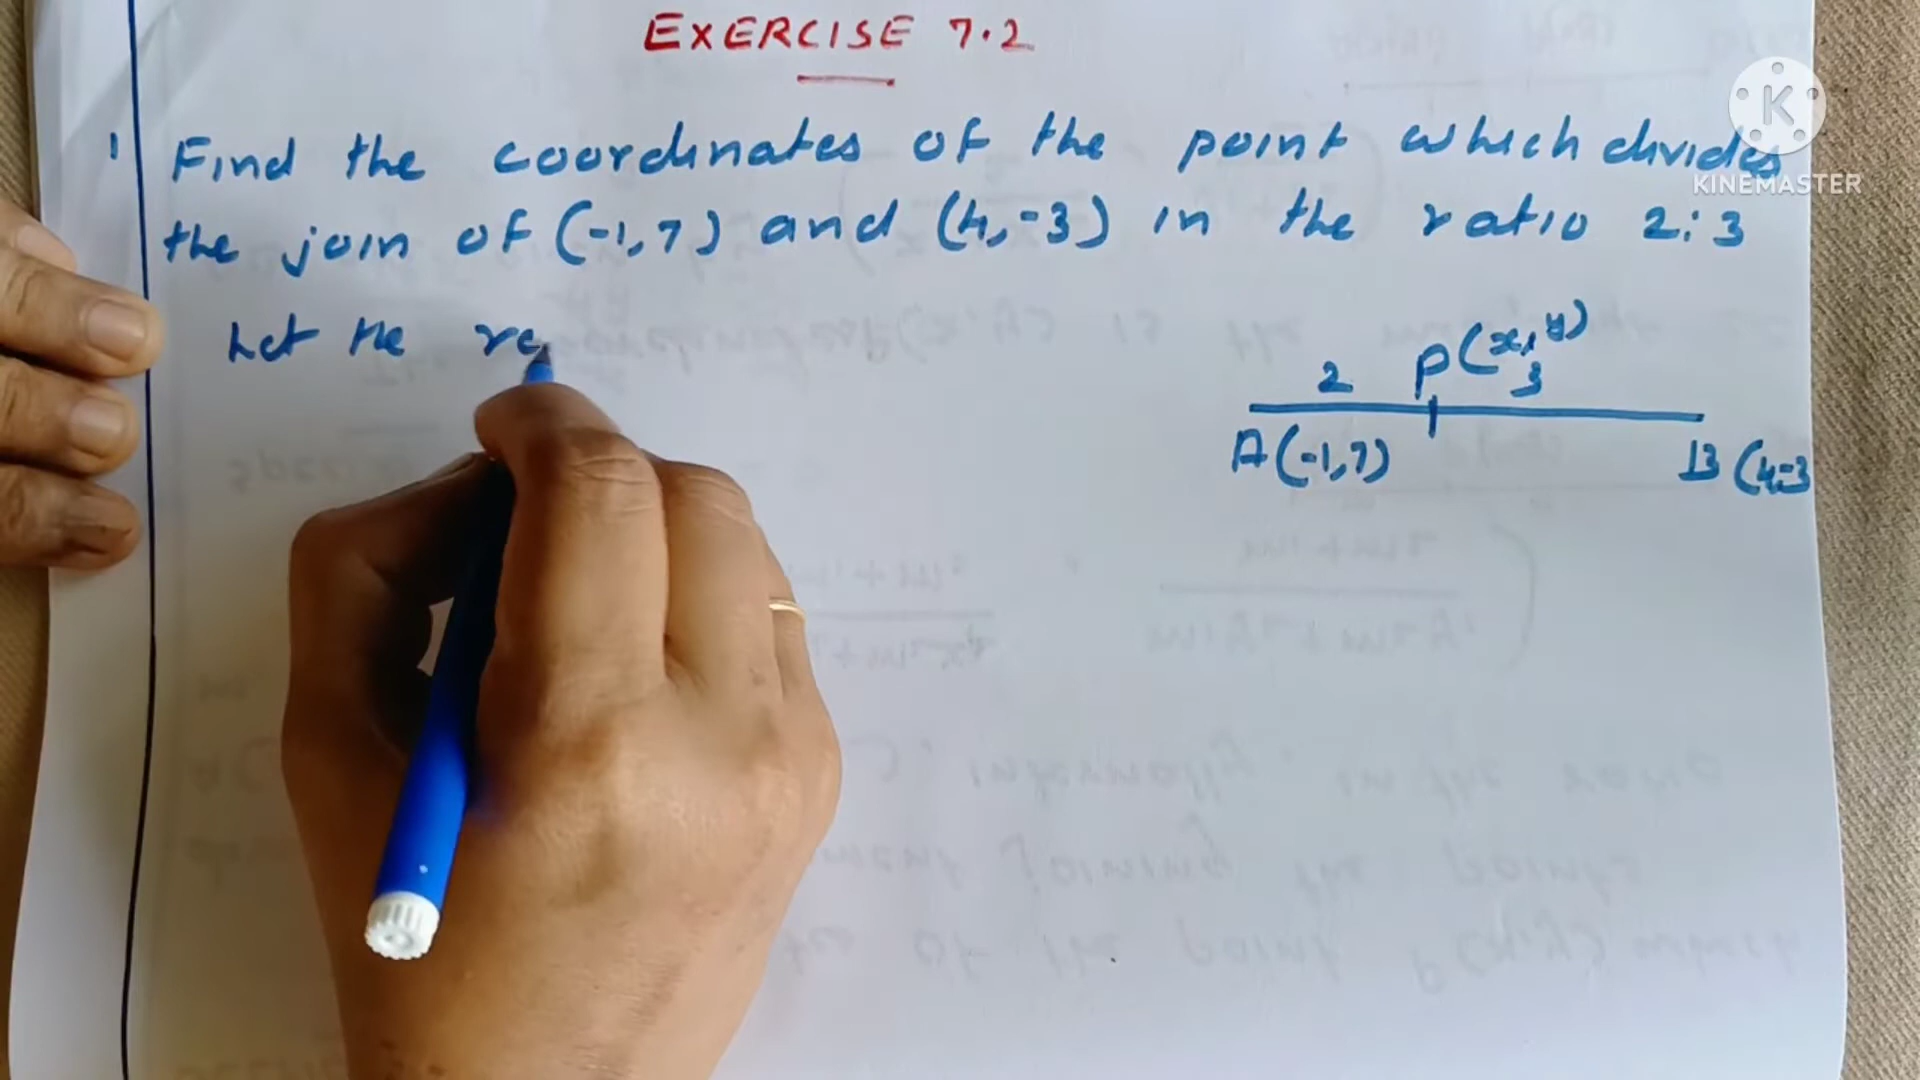 EXERCISE 7.2
1 Find the coordinates of the point which divides
the join of (-1,7) and (4,-3) in the ratio 2:3
Let the re
P(x,y)
2 3
A(-1,7) B(4,-3
KINEMASTER